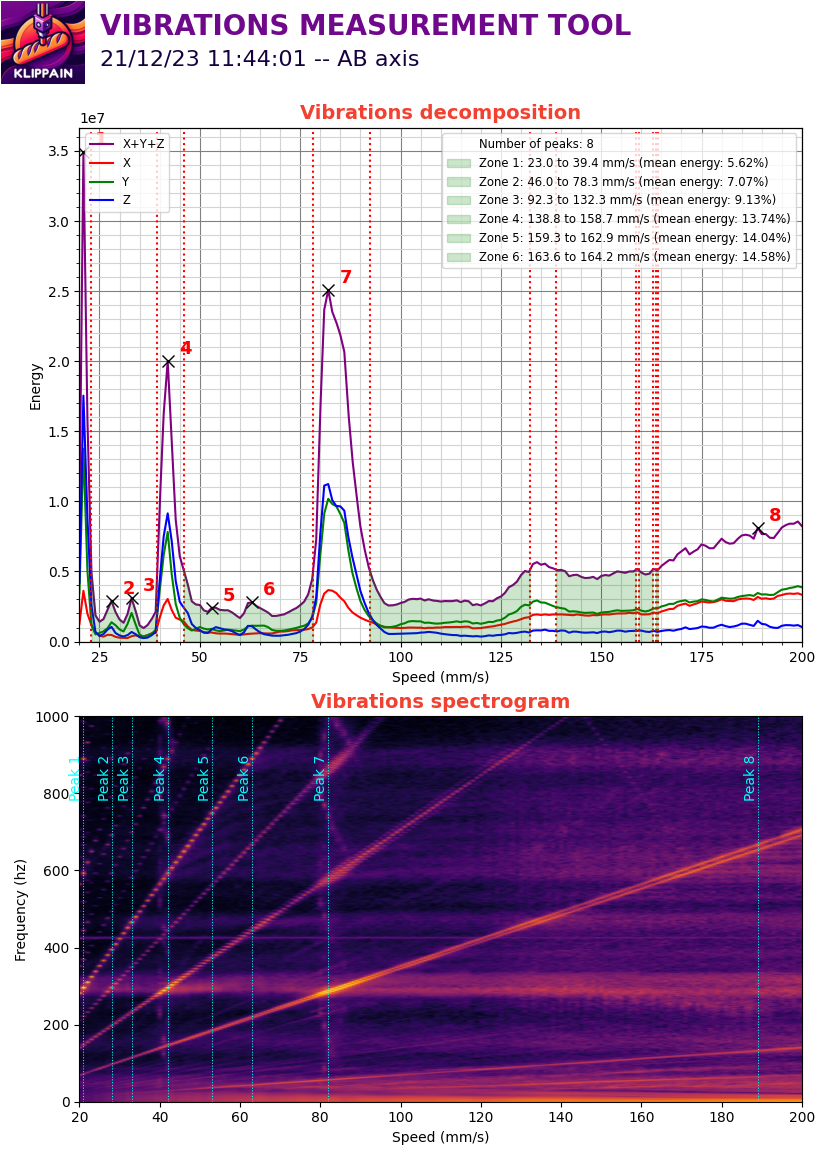 VIBRATIONS MEASUREMENT TOOL
21/12/23 11:44:01 -- AB axis
KLIPPAIN
Vibrations decomposition
1e7
X+Y+Z
X
Y
Z
Number of peaks: 8
Zone 1: 23.0 to 39.4 mm/s (mean energy: 5.62%)
Zone 2: 46.0 to 78.3 mm/s (mean energy: 7.07%)
Zone 3: 92.3 to 132.3 mm/s (mean energy: 9.13%)
Zone 4: 138.8 to 158.7 mm/s (mean energy: 13.74%)
Zone 5: 159.3 to 162.9 mm/s (mean energy: 14.04%)
Zone 6: 163.6 to 164.2 mm/s (mean energy: 14.58%)
1
2
3
4
5
6
7
8
Energy
3.5
3.0
2.5
2.0
1.5
1.0
0.5
0.0
25 50 75 100 125 150 175 200
Speed (mm/s)
Vibrations spectrogram
Frequency (hz)
1000
800
600
400
200
0
Peak 1
Peak 2
Peak 3
Peak 4
Peak 5
Peak 6
Peak 7
Peak 8
20 40 60 80 100 120 140 160 180 200
Speed (mm/s)